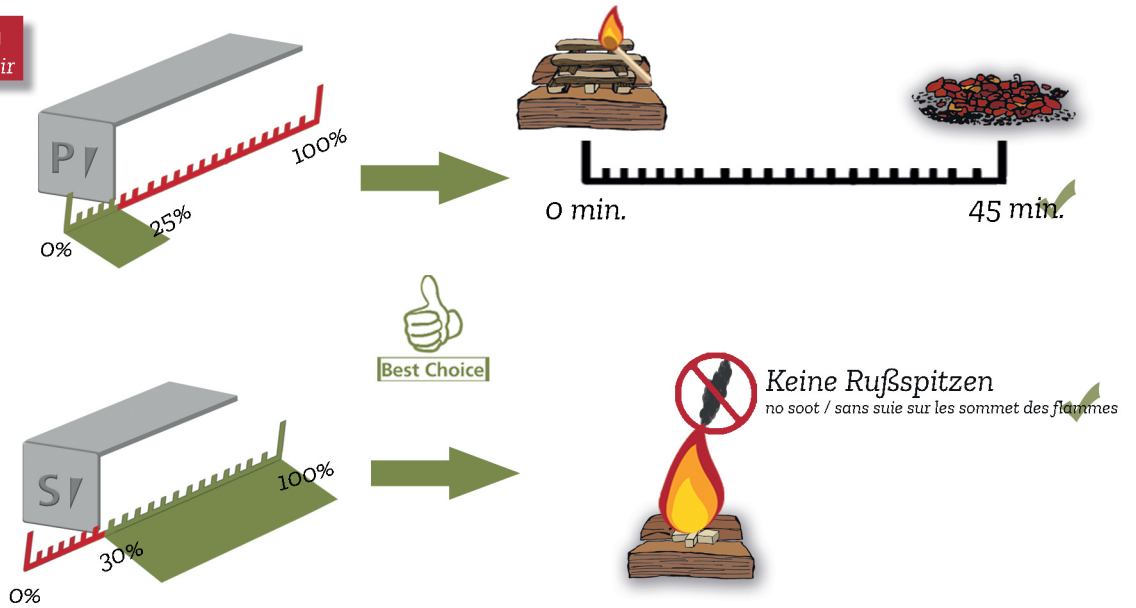 ir
P
100%
25%
0%
0 min.
45 min.
Best Choice
Keine Rußspitzen
no soot / sans suie sur les sommet des flammes
S
100%
30%
0%